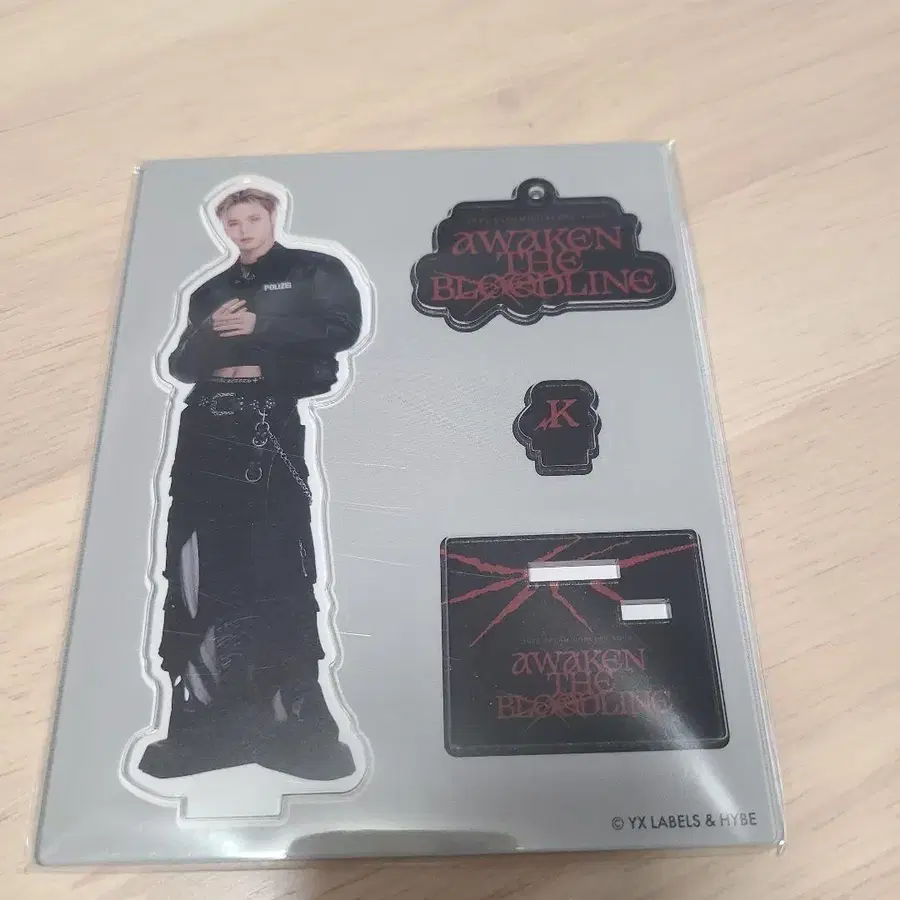 POLIZEI
AWAKEN
THE
BLOODLINE
K
AWAKEN
THE
BLOODLINE
© YX LABELS & HYBE